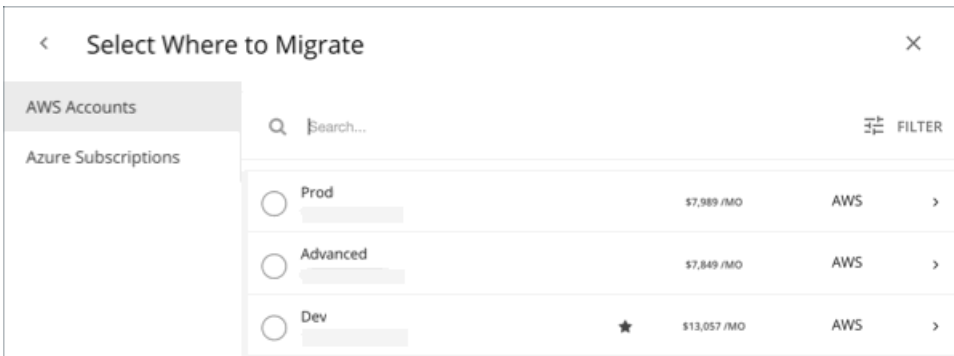 Select Where to Migrate
AWS Accounts
Azure Subscriptions
Search...
FILTER
Prod $7,989 /MO AWS
Advanced $7,849 /MO AWS
Dev $13,057 /MO AWS